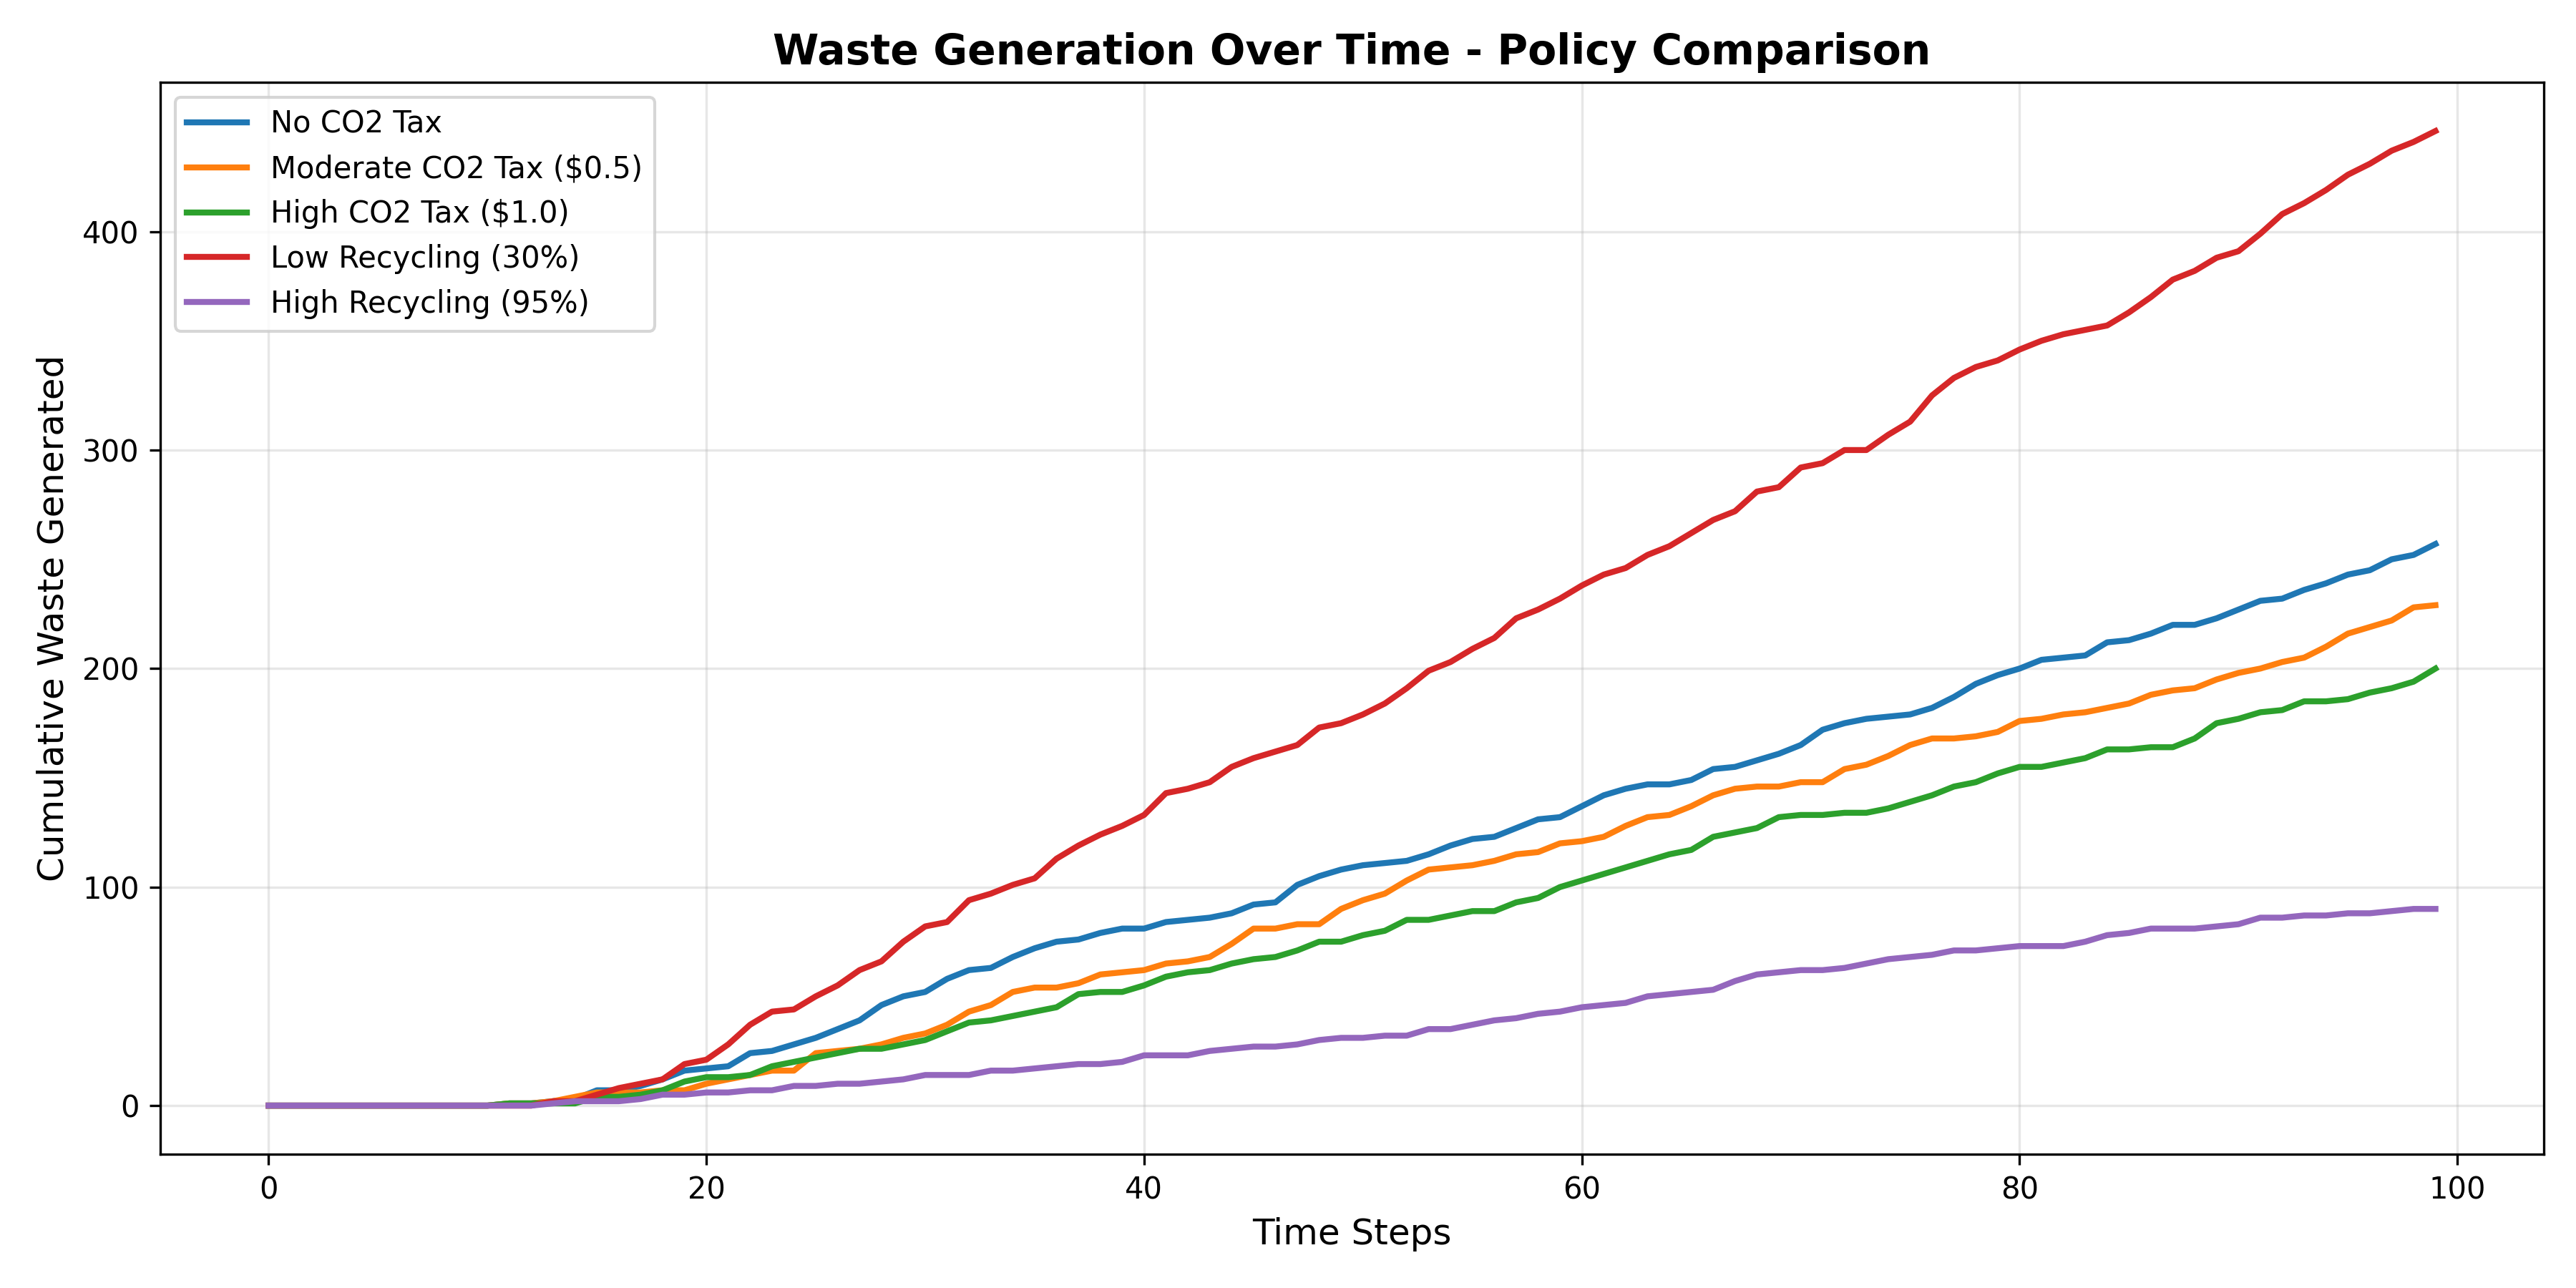 Waste Generation Over Time - Policy Comparison
No CO2 Tax
Moderate CO2 Tax ($0.5)
High CO2 Tax ($1.0)
Low Recycling (30%)
High Recycling (95%)
Cumulative Waste Generated
400
300
200
100
0
0 20 40 60 80 100
Time Steps